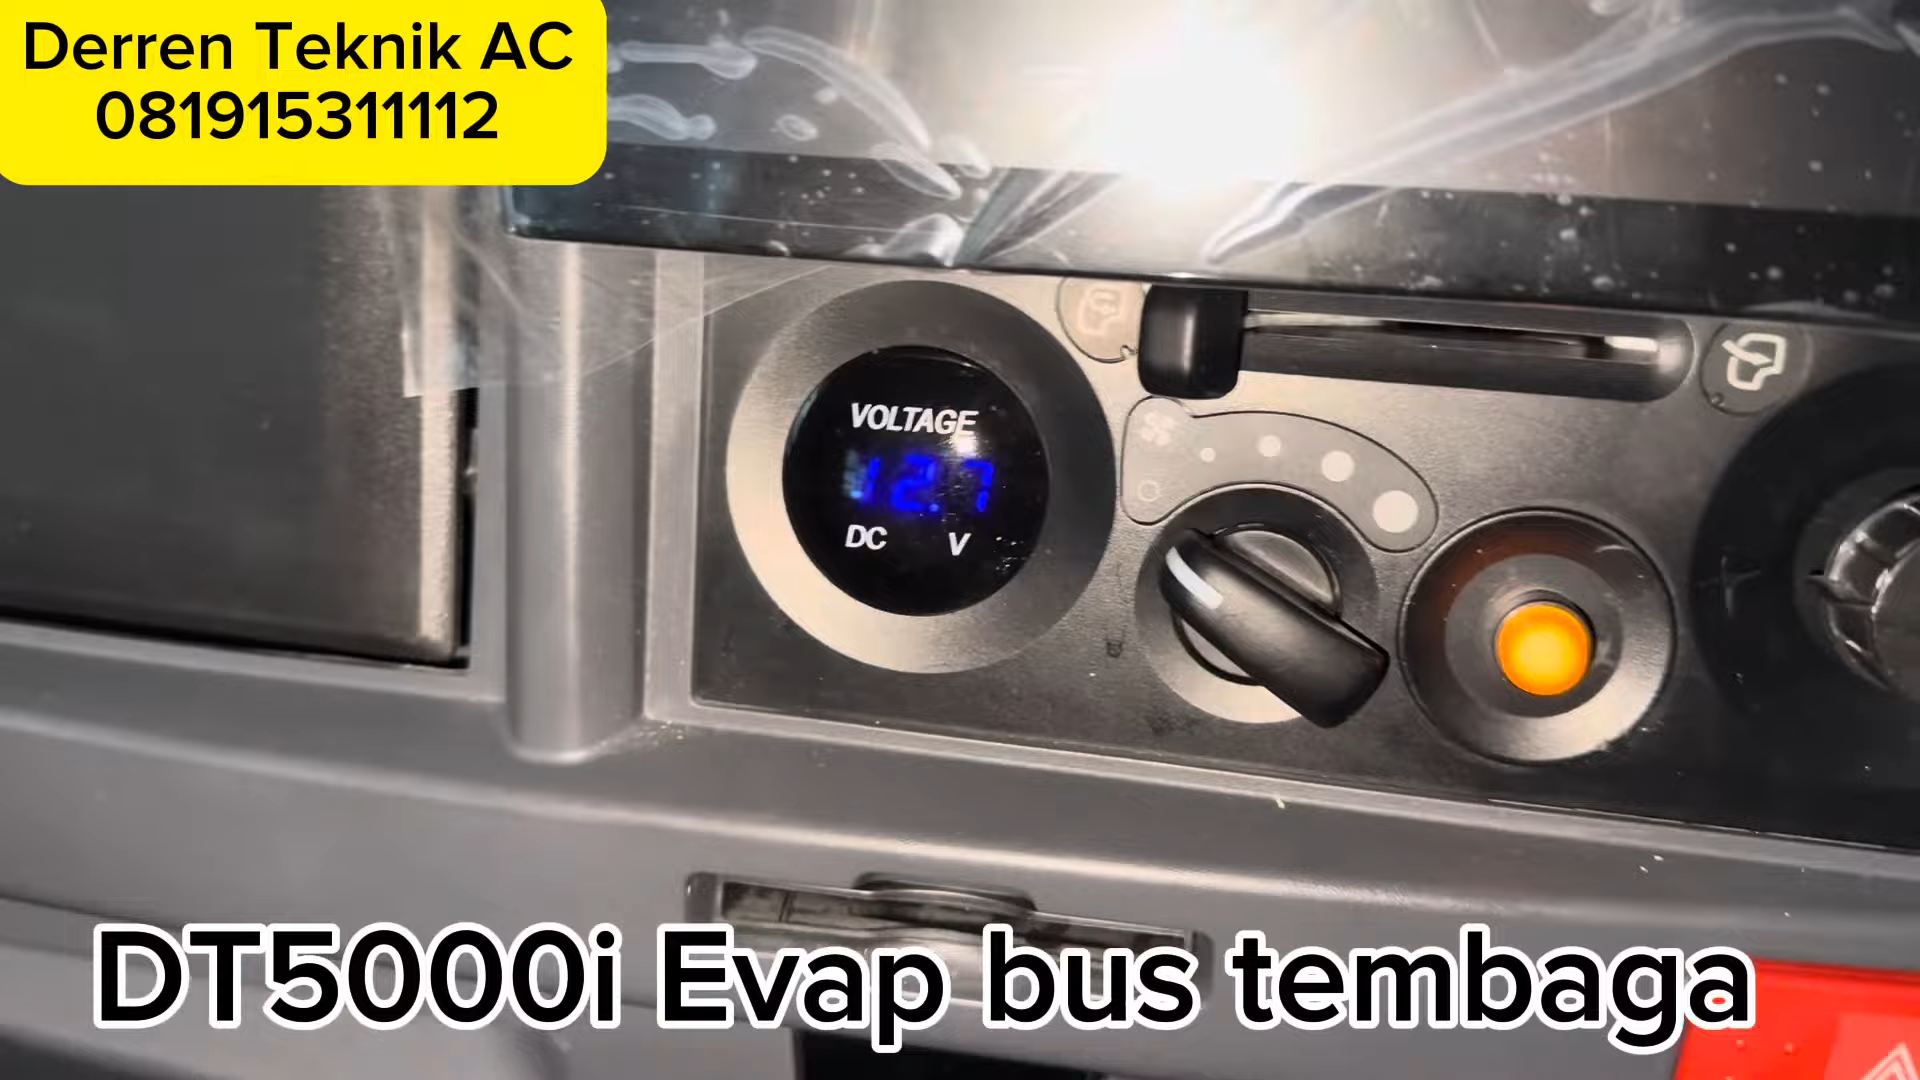 Derren Teknik AC
081915311112
VOLTAGE
12.7
DC V
DT5000i Evap bus tembaga